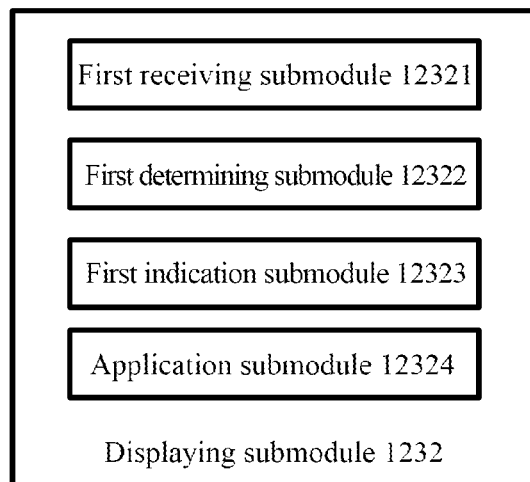 First receiving submodule 12321
First determining submodule 12322
First indication submodule 12323
Application submodule 12324
Displaying submodule 1232